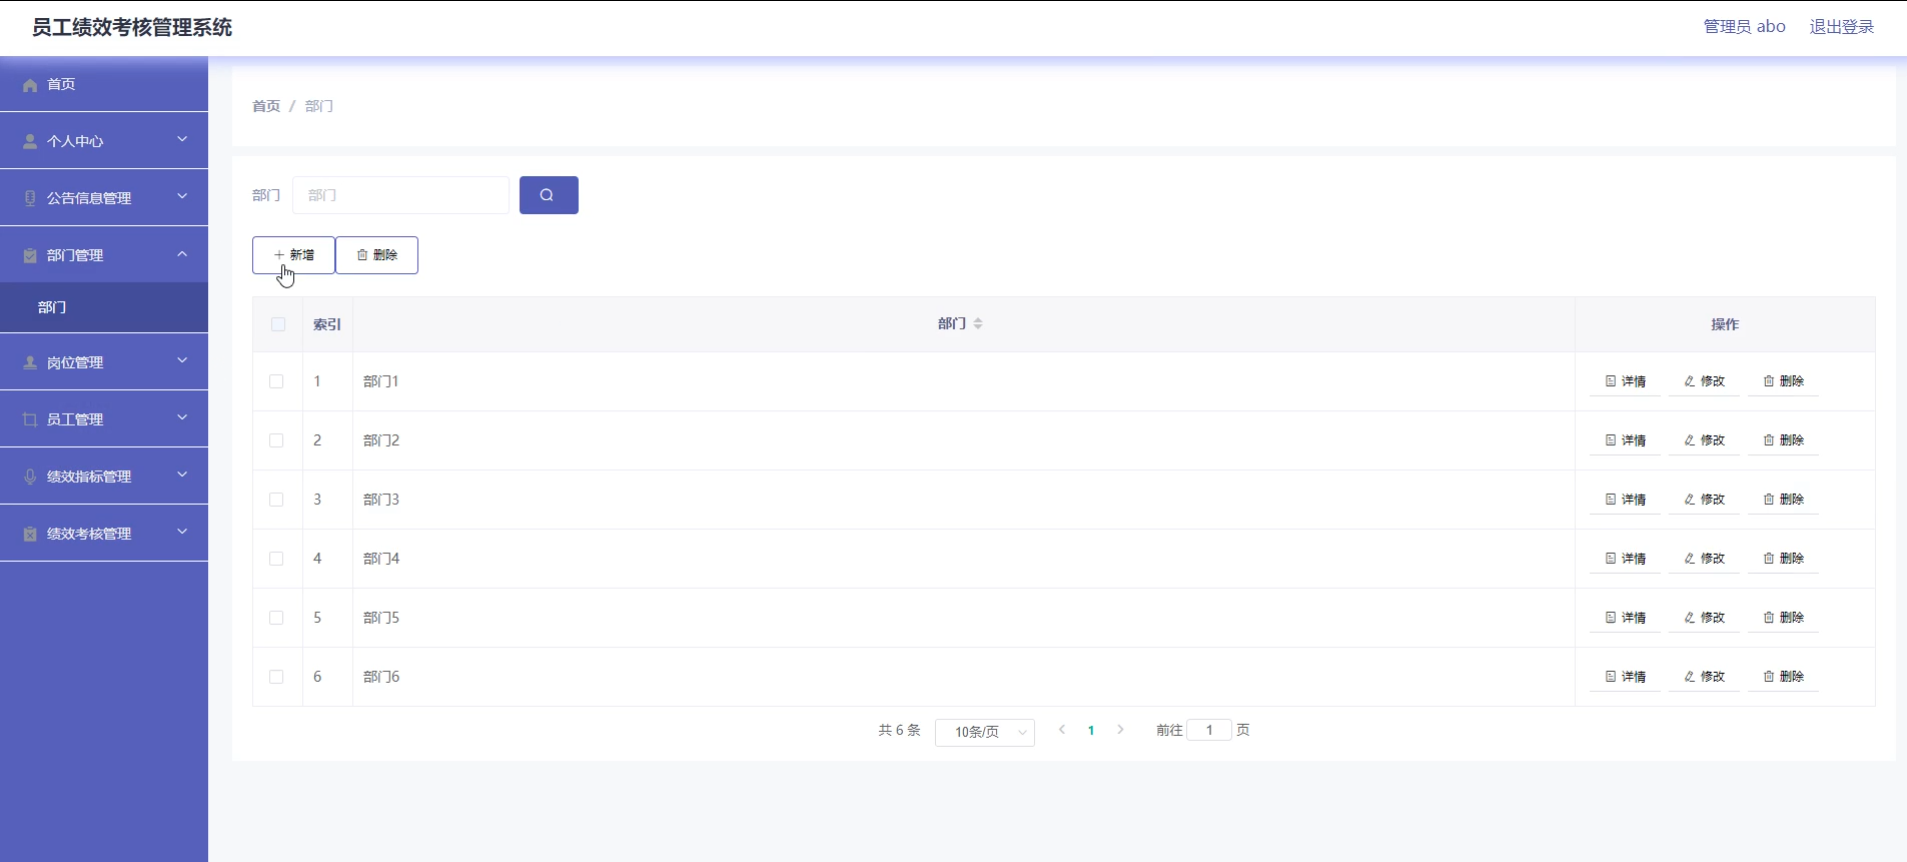 员工绩效考核管理系统
管理员 abo 退出登录
首页
个人中心
公告信息管理
部门管理
部门
岗位管理
员工管理
绩效指标管理
绩效考核管理
首页 / 部门
部门 部门
新增 删除
索引 部门 操作
1 部门1 详情 修改 删除
2 部门2 详情 修改 删除
3 部门3 详情 修改 删除
4 部门4 详情 修改 删除
5 部门5 详情 修改 删除
6 部门6 详情 修改 删除
共 6 条 10条/页 1 前往 1 页